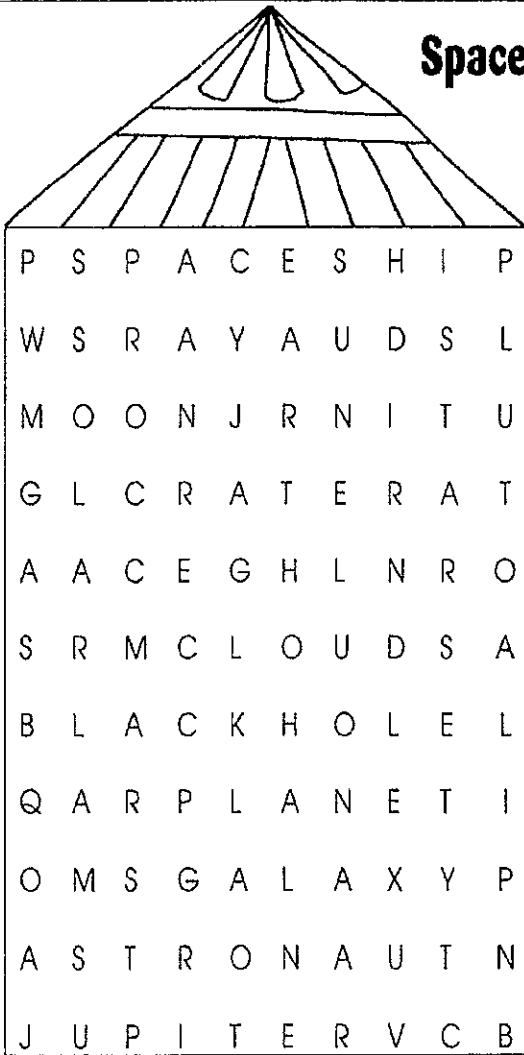 Space
P S P A C E S H I P
W S R A Y A U D S L
M O O N J R N I T U
G L C R A T E R A T
A A C E G H L N R O
S R M C L O U D S A
B L A C K H O L E L
Q A R P L A N E T I
O M S G A L A X Y P
A S T R O N A U T N
J U P I T E R V C B